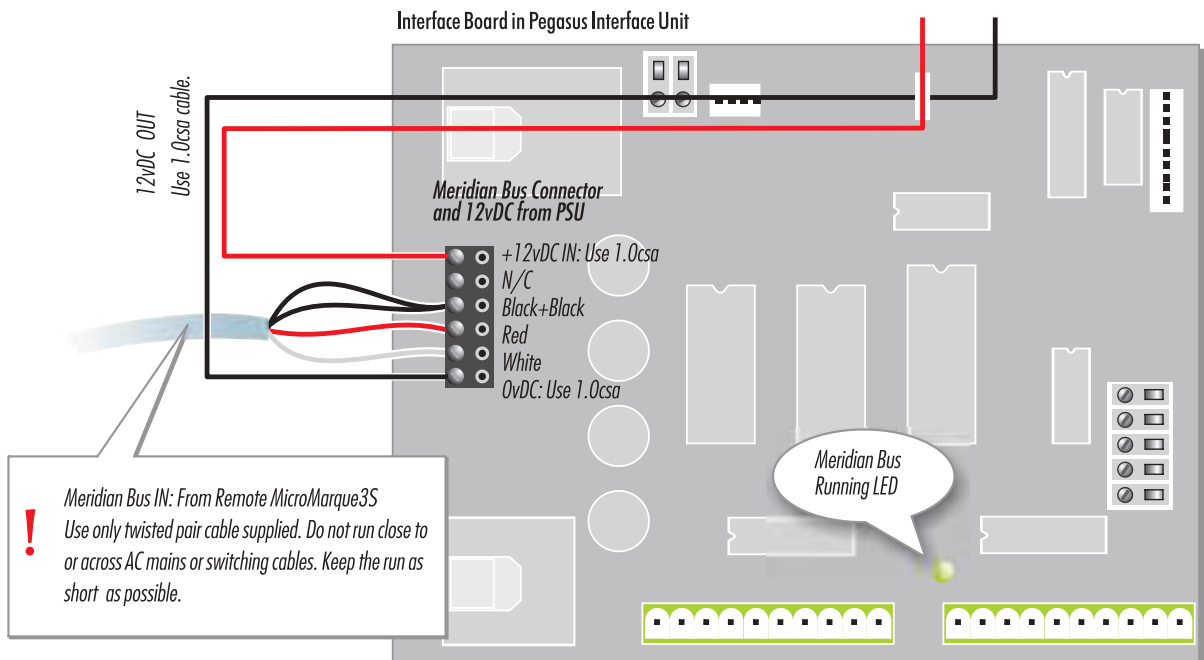 Interface Board in Pegasus Interface Unit
12vDC OUT
Use 1.0csa cable.
Meridian Bus Connector
and 12vDC from PSU
+12vDC IN: Use 1.0csa
N/C
Black+Black
Red
White
0vDC: Use 1.0csa
Meridian Bus
Running LED
! Meridian Bus IN: From Remote MicroMarque3S
Use only twisted pair cable supplied. Do not run close to
or across AC mains or switching cables. Keep the run as
short as possible.